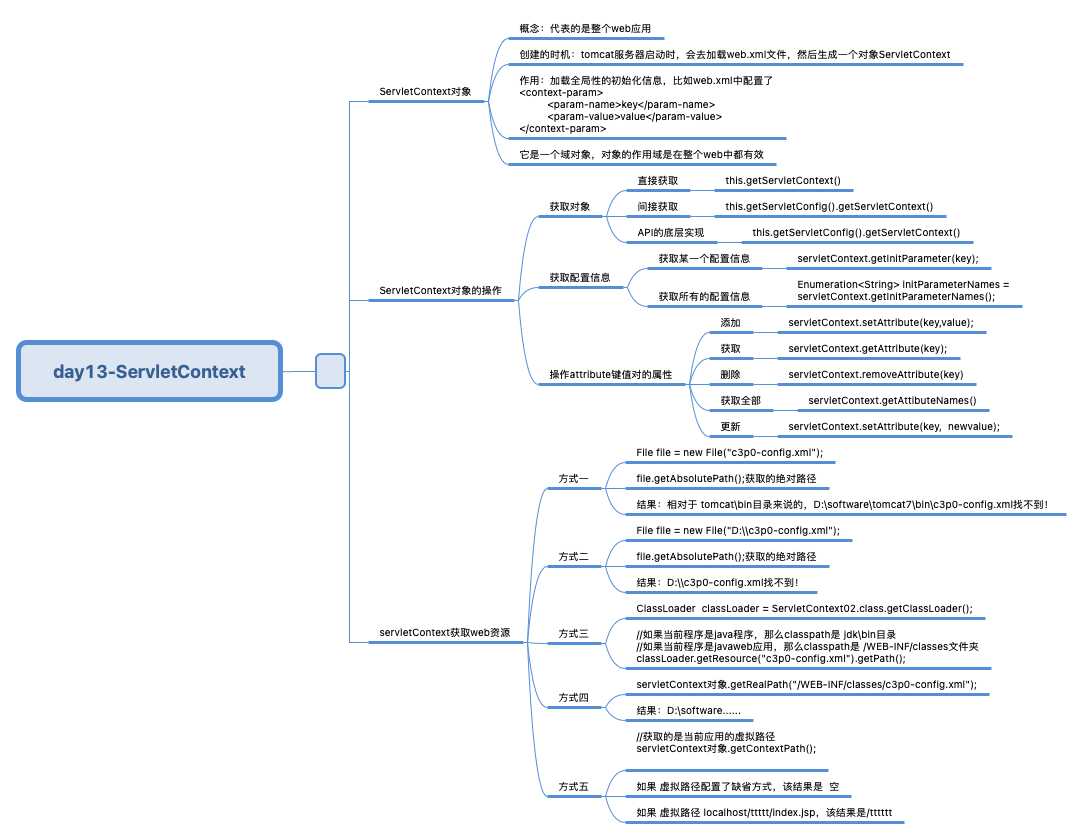 day13-ServletContext
ServletContext对象
概念：代表的是整个web应用
创建的时机：tomcat服务器启动时，会去加载web.xml文件，然后生成一个对象ServletContext
作用：加载全局性的初始化信息，比如web.xml中配置了
<context-param>
<param-name>key</param-name>
<param-value>value</param-value>
</context-param>
它是一个域对象，对象的作用域是在整个web中都有效
ServletContext对象的操作
获取对象
直接获取
this.getServletContext()
间接获取
this.getServletConfig().getServletContext()
API的底层实现
this.getServletConfig().getServletContext()
获取配置信息
获取某一个配置信息
servletContext.getInitParameter(key);
获取所有的配置信息
Enumeration<String> initParameterNames =
servletContext.getInitParameterNames();
操作attribute键值对的属性
添加
servletContext.setAttribute(key,value);
获取
servletContext.getAttribute(key);
删除
servletContext.removeAttribute(key)
获取全部
servletContext.getAttibuteNames()
更新
servletContext.setAttribute(key, newvalue);
servletContext获取web资源
方式一
File file = new File("c3p0-config.xml");
file.getAbsolutePath();获取的绝对路径
结果：相对于 tomcat\bin目录来说的，D:\software\tomcat7\bin\c3p0-config.xml找不到！
方式二
File file = new File("D:\\c3p0-config.xml");
file.getAbsolutePath();获取的绝对路径
结果：D:\\c3p0-config.xml找不到！
方式三
ClassLoader classLoader = ServletContext02.class.getClassLoader();
//如果当前程序是java程序，那么classpath是 jdk\bin目录
//如果当前程序是javaweb应用，那么classpath是 /WEB-INF/classes文件夹
classLoader.getResource("c3p0-config.xml").getPath();
方式四
servletContext对象.getRealPath("/WEB-INF/classes/c3p0-config.xml");
结果：D:\software......
方式五
//获取的是当前应用的虚拟路径
servletContext对象.getContextPath();
如果 虚拟路径配置了缺省方式，该结果是 空
如果 虚拟路径 localhost/ttttt/index.jsp，该结果是/tttttt